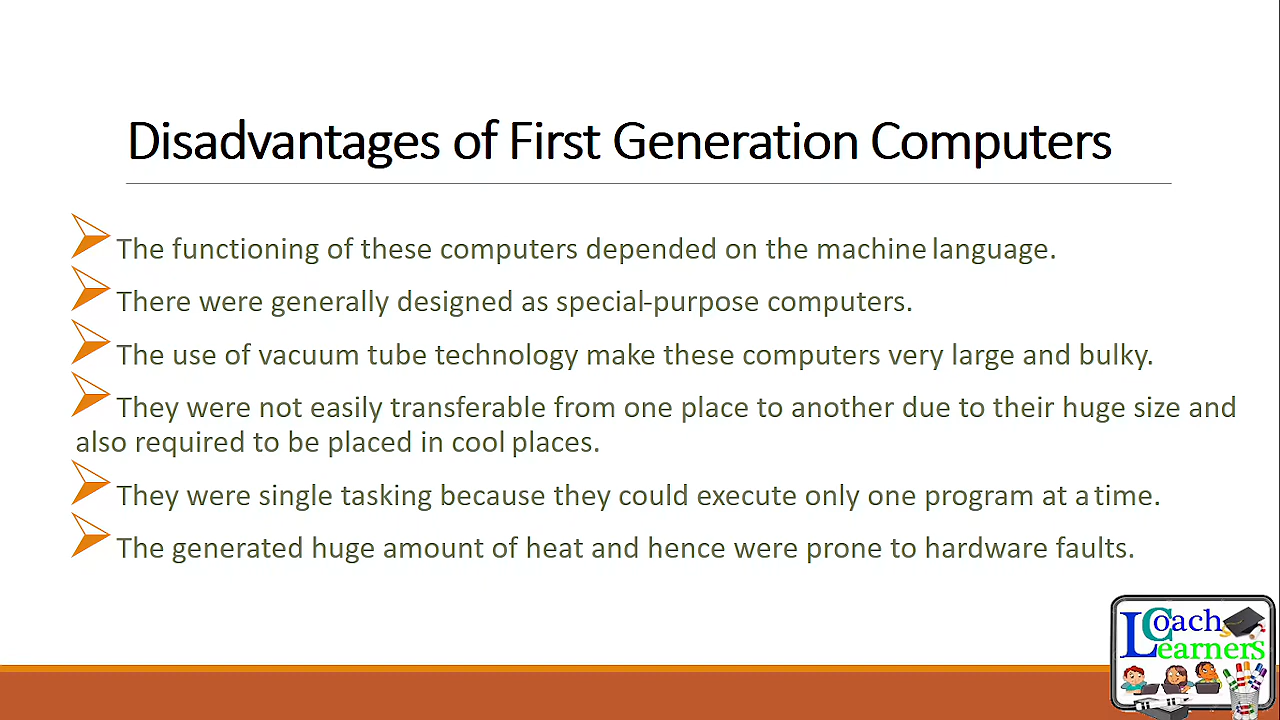 Disadvantages of First Generation Computers
The functioning of these computers depended on the machine language.
There were generally designed as special-purpose computers.
The use of vacuum tube technology make these computers very large and bulky.
They were not easily transferable from one place to another due to their huge size and
also required to be placed in cool places.
They were single tasking because they could execute only one program at a time.
The generated huge amount of heat and hence were prone to hardware faults.
Coach
Learners